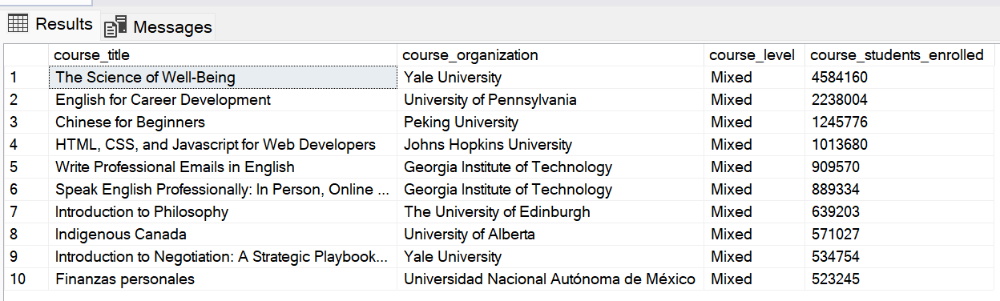 Results Messages
course_title course_organization course_level course_students_enrolled
1 The Science of Well-Being Yale University Mixed 4584160
2 English for Career Development University of Pennsylvania Mixed 2238004
3 Chinese for Beginners Peking University Mixed 1245776
4 HTML, CSS, and Javascript for Web Developers Johns Hopkins University Mixed 1013680
5 Write Professional Emails in English Georgia Institute of Technology Mixed 909570
6 Speak English Professionally: In Person, Online ... Georgia Institute of Technology Mixed 889334
7 Introduction to Philosophy The University of Edinburgh Mixed 639203
8 Indigenous Canada University of Alberta Mixed 571027
9 Introduction to Negotiation: A Strategic Playbook... Yale University Mixed 534754
10 Finanzas personales Universidad Nacional Autónoma de México Mixed 523245